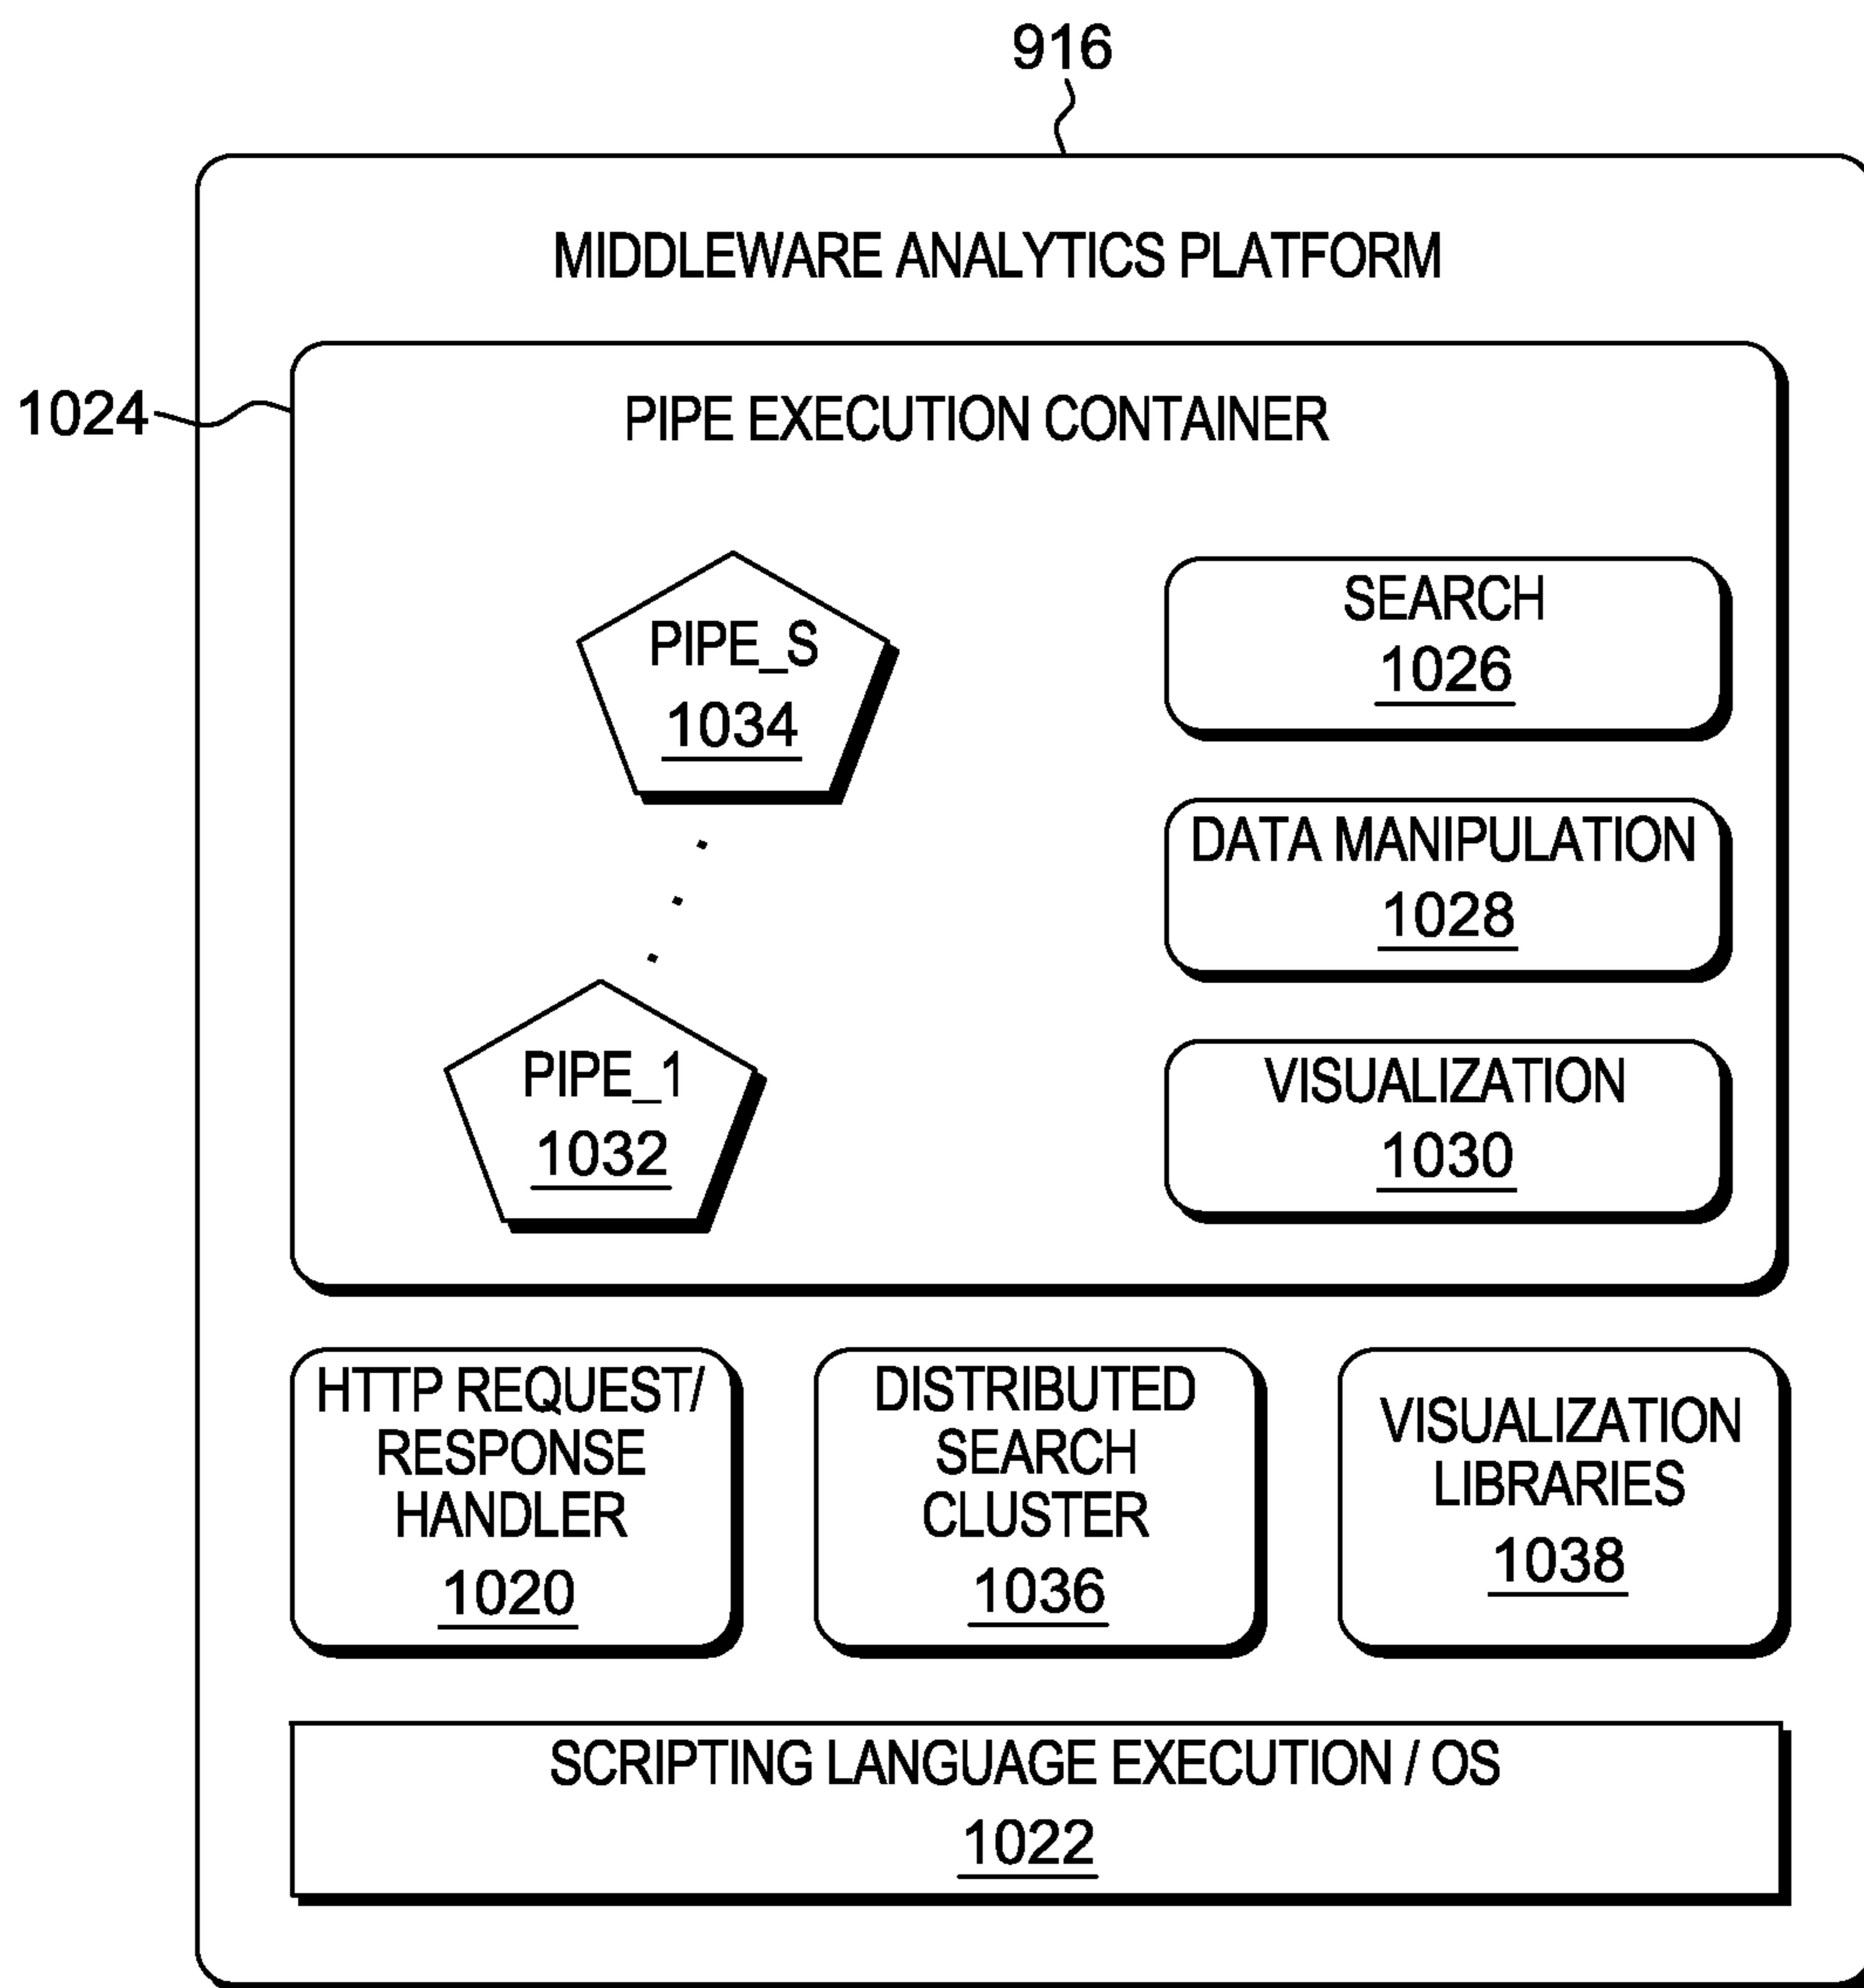 916
MIDDLEWARE ANALYTICS PLATFORM
1024
PIPE EXECUTION CONTAINER
PIPE_S
1034
SEARCH
1026
DATA MANIPULATION
1028
PIPE_1
1032
VISUALIZATION
1030
HTTP REQUEST/
RESPONSE
HANDLER
1020
DISTRIBUTED
SEARCH
CLUSTER
1036
VISUALIZATION
LIBRARIES
1038
SCRIPTING LANGUAGE EXECUTION / OS
1022